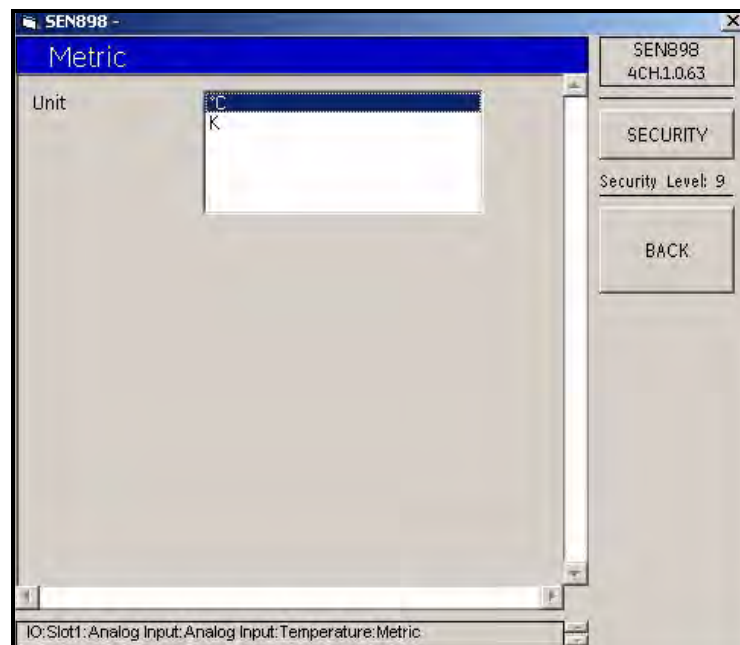 SEN898 -
Metric
Unit
°C
K
SEN898
4CH.1.0.63
SECURITY
Security Level: 9
BACK
IO:Slot1:Analog Input:Analog Input:Temperature:Metric